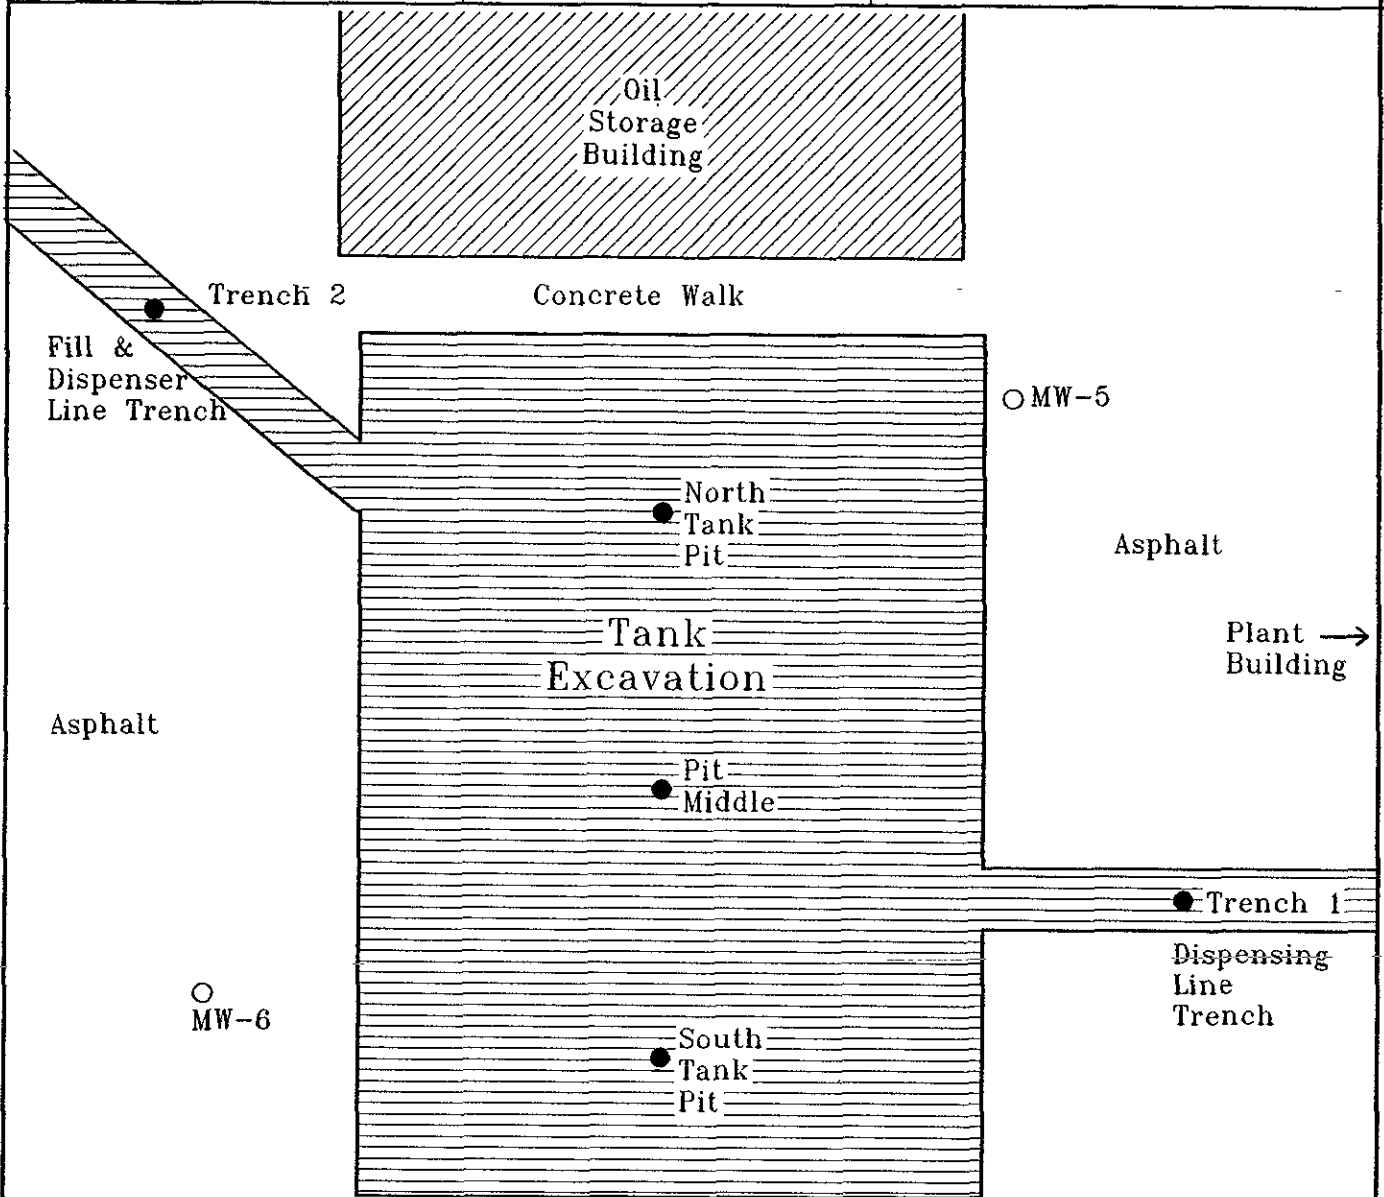 Oil
Storage
Building
Trench 2
Concrete Walk
Fill &
Dispenser
Line Trench
MW-5
North
Tank
Pit
Asphalt
Tank
Excavation
Plant
Building
Asphalt
Pit
Middle
Trench 1
Dispensing
Line
Trench
MW-6
South
Tank
Pit